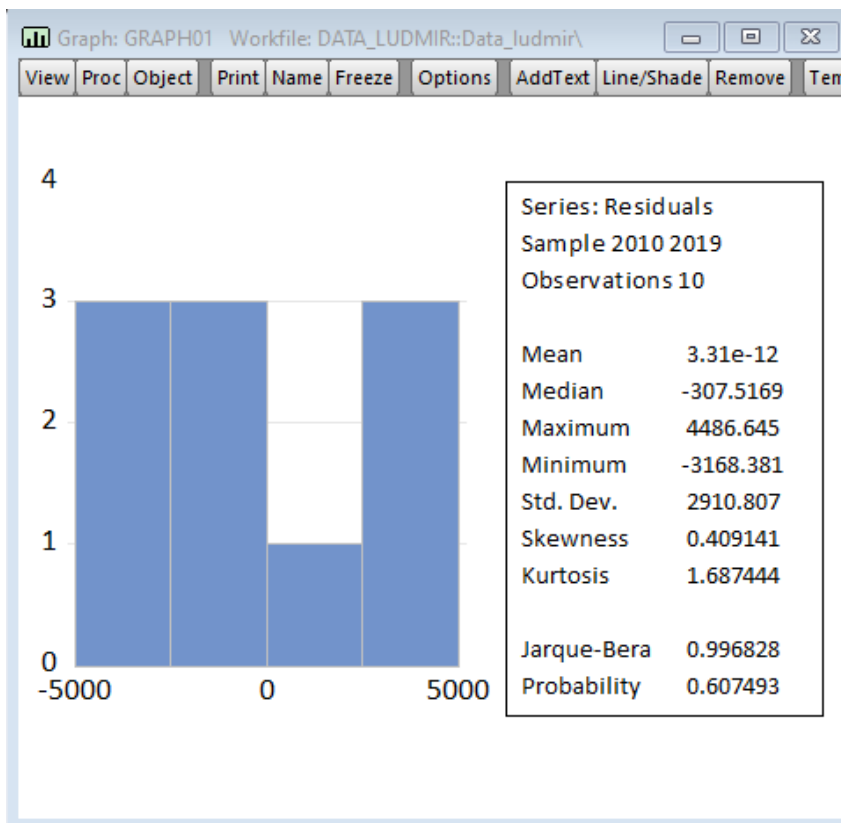 Graph: GRAPH01 Workfile: DATA_LUDMIR::Data_ludmir\
View Proc Object Print Name Freeze Options AddText Line/Shade Remove
4
3
2
1
0
-5000 0 5000
Series: Residuals
Sample 2010 2019
Observations 10
Mean 3.31e-12
Median -307.5169
Maximum 4486.645
Minimum -3168.381
Std. Dev. 2910.807
Skewness 0.409141
Kurtosis 1.687444
Jarque-Bera 0.996828
Probability 0.607493